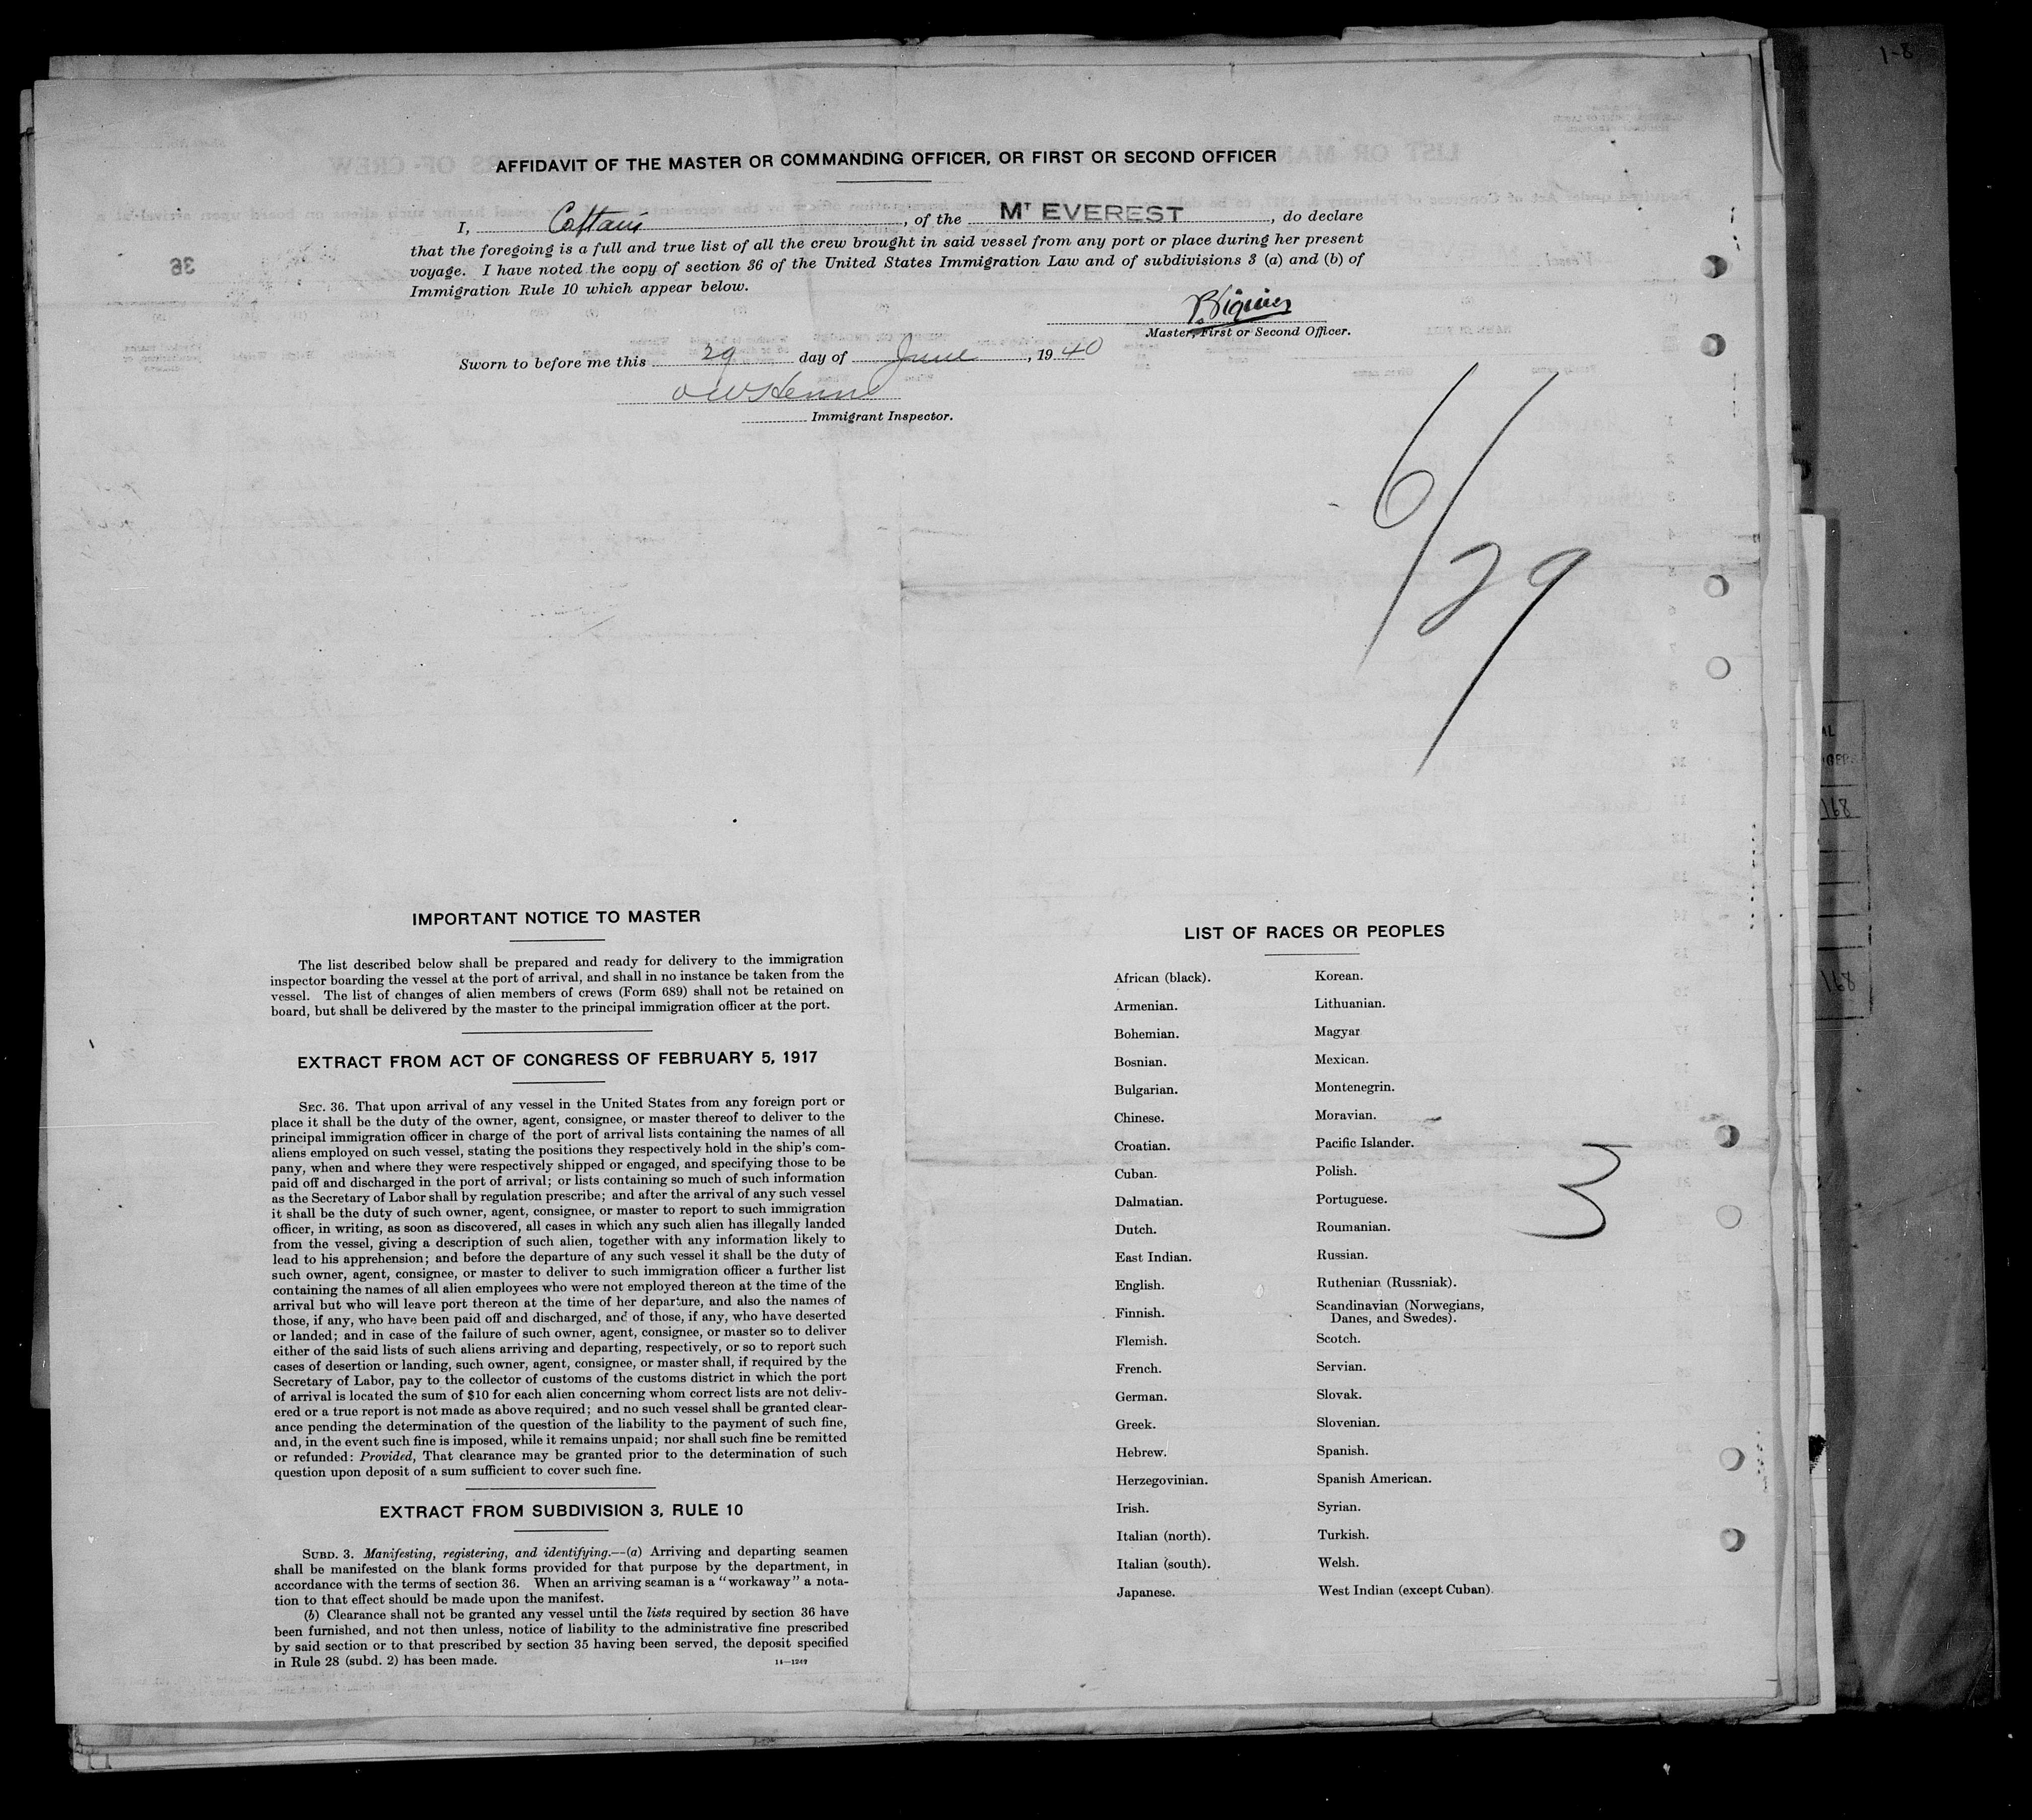 1-8
AFFIDAVIT OF THE MASTER OR COMMANDING OFFICER, OR FIRST OR SECOND OFFICER
I, Captain, of the MT EVEREST, do declare
that the foregoing is a full and true list of all the crew brought in said vessel from any port or place during her present
voyage. I have noted the copy of section 36 of the United States Immigration Law and of subdivisions 3 (a) and (b) of
Immigration Rule 10 which appear below.
Master, First or Second Officer.
Sworn to before me this 29 day of June, 1940
Immigrant Inspector.
6/29
IMPORTANT NOTICE TO MASTER
The list described below shall be prepared and ready for delivery to the immigration
inspector boarding the vessel at the port of arrival, and shall in no instance be taken from the
vessel. The list of changes of alien members of crews (Form 689) shall not be retained on
board, but shall be delivered by the master to the principal immigration officer at the port.
EXTRACT FROM ACT OF CONGRESS OF FEBRUARY 5, 1917
SEC. 36. That upon arrival of any vessel in the United States from any foreign port or
place it shall be the duty of the owner, agent, consignee, or master thereof to deliver to the
principal immigration officer in charge of the port of arrival lists containing the names of all
aliens employed on such vessel, stating the positions they respectively hold in the ship's com-
pany, when and where they were respectively shipped or engaged, and specifying those to be
paid off and discharged in the port of arrival; or lists containing so much of such information
as the Secretary of Labor shall by regulation prescribe; and after the arrival of any such vessel
it shall be the duty of such owner, agent, consignee, or master to report to such immigration
officer, in writing, as soon as discovered, all cases in which any such alien has illegally landed
from the vessel, giving a description of such alien, together with any information likely to
lead to his apprehension; and before the departure of any such vessel it shall be the duty of
such owner, agent, consignee, or master to deliver to such immigration officer a further list
containing the names of all alien employees who were not employed thereon at the time of the
arrival but who will leave port thereon at the time of her departure, and also the names of
those, if any, who have been paid off and discharged, and of those, if any, who have deserted
or landed; and in case of the failure of such owner, agent, consignee, or master so to deliver
either of the said lists of such aliens arriving and departing, respectively, or so to report such
cases of desertion or landing, such owner, agent, consignee, or master shall, if required by the
Secretary of Labor, pay to the collector of customs of the customs district in which the port
of arrival is located the sum of $10 for each alien concerning whom correct lists are not deliv-
ered or a true report is not made as above required; and no such vessel shall be granted clear-
ance pending the determination of the question of the liability to the payment of such fine,
and, in the event such fine is imposed, while it remains unpaid; nor shall such fine be remitted
or refunded: Provided, That clearance may be granted prior to the determination of such
question upon deposit of a sum sufficient to cover such fine.
EXTRACT FROM SUBDIVISION 3, RULE 10
SUBD. 3. Manifesting, registering, and identifying.—(a) Arriving and departing seamen
shall be manifested on the blank forms provided for that purpose by the department, in
accordance with the terms of section 36. When an arriving seaman is a "workaway" a nota-
tion to that effect should be made upon the manifest.
(b) Clearance shall not be granted any vessel until the lists required by section 36 have
been furnished, and not then unless, notice of liability to the administrative fine prescribed
by said section or to that prescribed by section 35 having been served, the deposit specified
in Rule 28 (subd. 2) has been made.
14—1249
LIST OF RACES OR PEOPLES
African (black).
Armenian.
Bohemian.
Bosnian.
Bulgarian.
Chinese.
Croatian.
Cuban.
Dalmatian.
Dutch.
East Indian.
English.
Finnish.
Flemish.
French.
German.
Greek.
Hebrew.
Herzegovinian.
Irish.
Italian (north).
Italian (south).
Japanese.
Korean.
Lithuanian.
Magyar
Mexican.
Montenegrin.
Moravian.
Pacific Islander.
Polish.
Portuguese.
Roumanian.
Russian.
Ruthenian (Russniak).
Scandinavian (Norwegians,
Danes, and Swedes).
Scotch.
Servian.
Slovak.
Slovenian.
Spanish.
Spanish American.
Syrian.
Turkish.
Welsh.
West Indian (except Cuban).
3
168
168